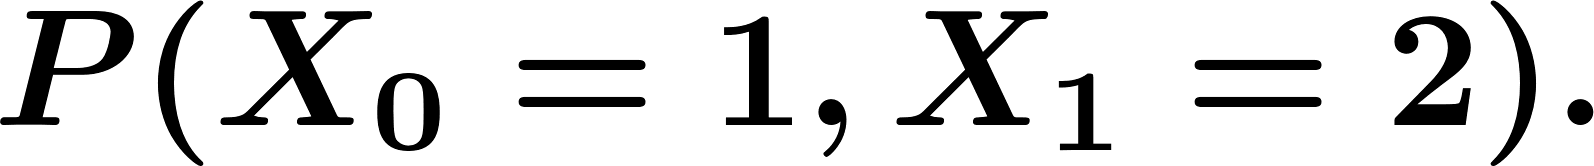 P(X₀ = 1, X₁ = 2).